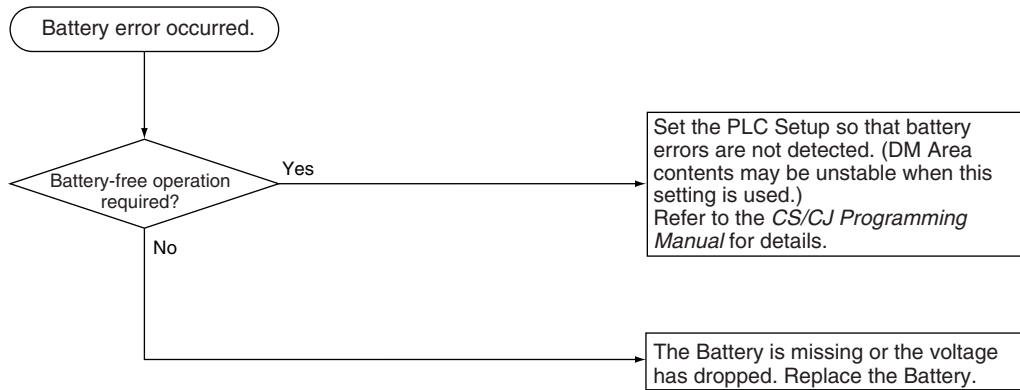 Battery error occurred.
Battery-free operation
required?
Yes
Set the PLC Setup so that battery
errors are not detected. (DM Area
contents may be unstable when this
setting is used.)
Refer to the CS/CJ Programming
Manual for details.
No
The Battery is missing or the voltage
has dropped. Replace the Battery.